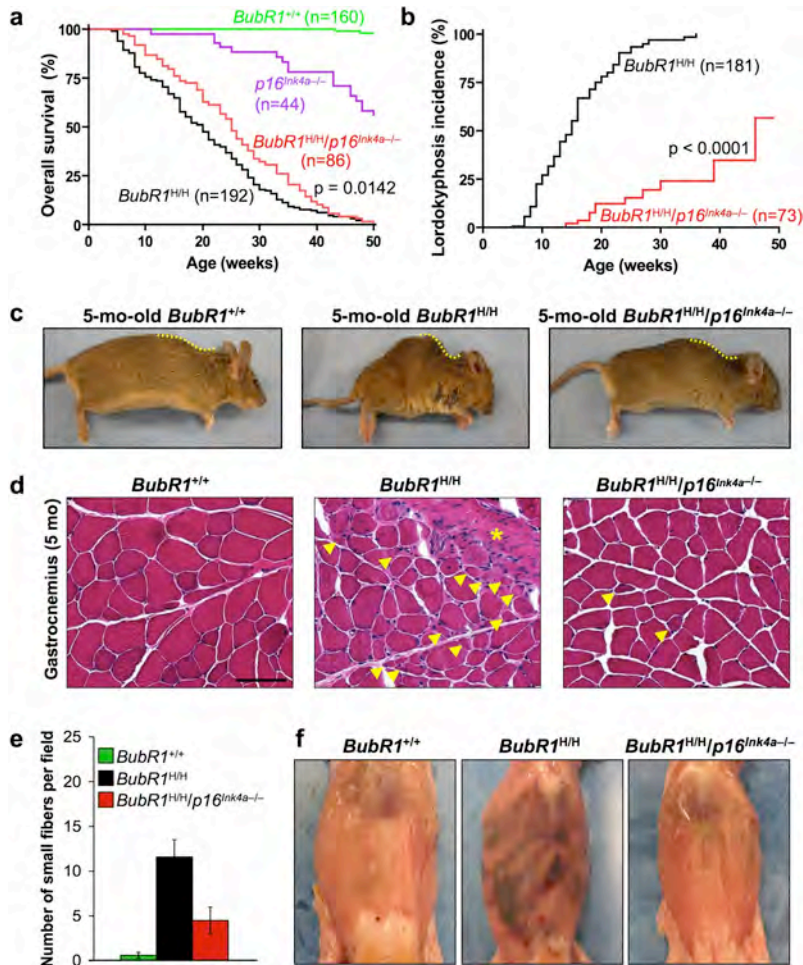 a
BubR1+/+ (n=160)
p16Ink4a–/–
(n=44)
BubR1H/H/p16Ink4a–/–
(n=86)
BubR1H/H (n=192)
p = 0.0142
Overall survival (%)
100
75
50
25
0
0 10 20 30 40 50
Age (weeks)
b
BubR1H/H (n=181)
p < 0.0001
BubR1H/H/p16Ink4a–/– (n=73)
Lordokyphosis incidence (%)
100
75
50
25
0
0 10 20 30 40 50
Age (weeks)
c
5-mo-old BubR1+/+
5-mo-old BubR1H/H
5-mo-old BubR1H/H/p16Ink4a–/–
d
BubR1+/+
BubR1H/H
BubR1H/H/p16Ink4a–/–
Gastrocnemius (5 mo)
*
e
BubR1+/+
BubR1H/H
BubR1H/H/p16Ink4a–/–
Number of small fibers per field
25
20
15
10
5
0
f
BubR1+/+
BubR1H/H
BubR1H/H/p16Ink4a–/–